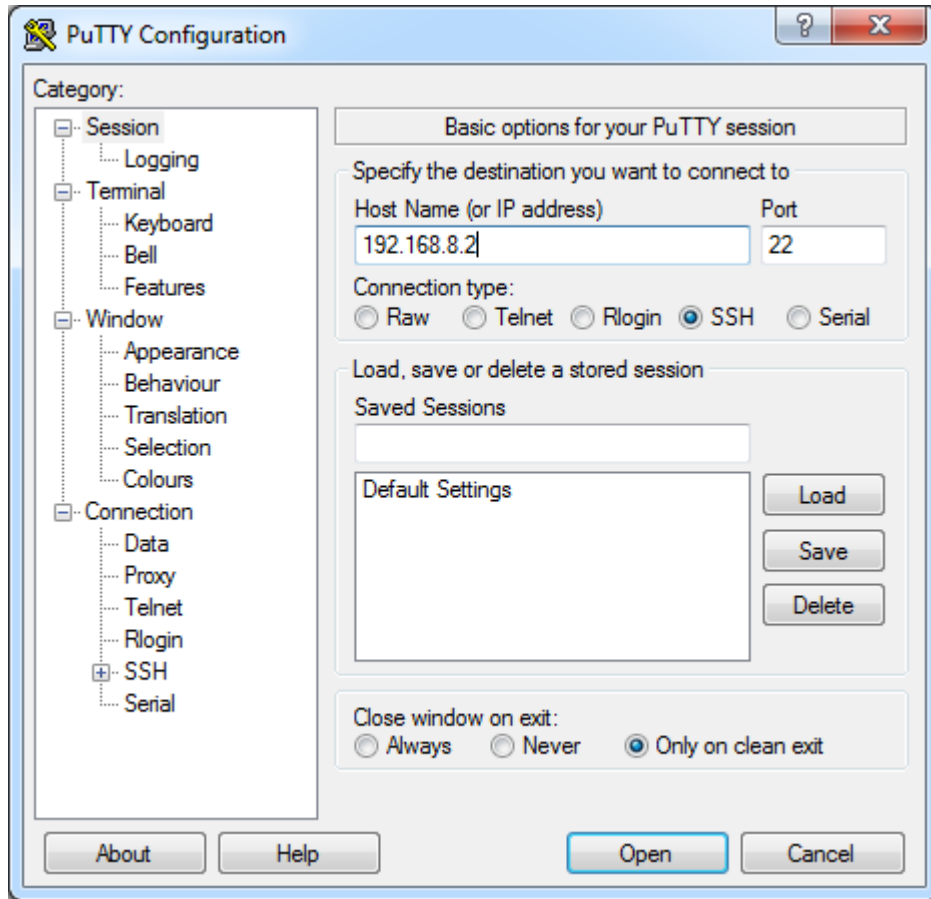 PuTTY Configuration
Category:
Session
Logging
Terminal
Keyboard
Bell
Features
Window
Appearance
Behaviour
Translation
Selection
Colours
Connection
Data
Proxy
Telnet
Rlogin
SSH
Serial
Basic options for your PuTTY session
Specify the destination you want to connect to
Host Name (or IP address) Port
192.168.8.2 22
Connection type:
Raw Telnet Rlogin SSH Serial
Load, save or delete a stored session
Saved Sessions
Default Settings
Load
Save
Delete
Close window on exit:
Always Never Only on clean exit
About Help Open Cancel